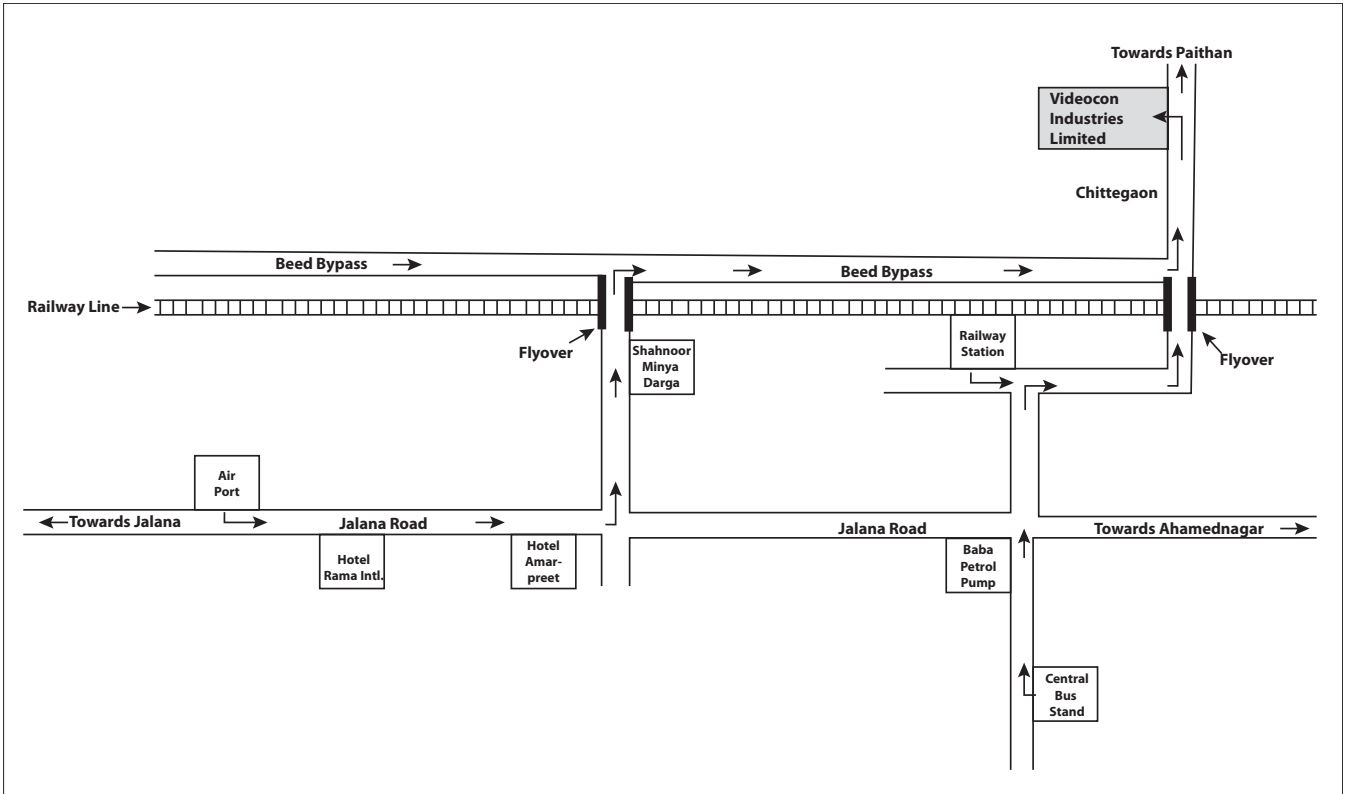 Towards Paithan
Videocon
Industries
Limited
Chittegaon
Beed Bypass
Beed Bypass
Railway Line
Flyover
Shahnoor
Minya
Darga
Railway
Station
Flyover
Air
Port
Towards Jalana
Jalana Road
Jalana Road
Towards Ahamednagar
Hotel
Rama Intl.
Hotel
Amar-
preet
Baba
Petrol
Pump
Central
Bus
Stand